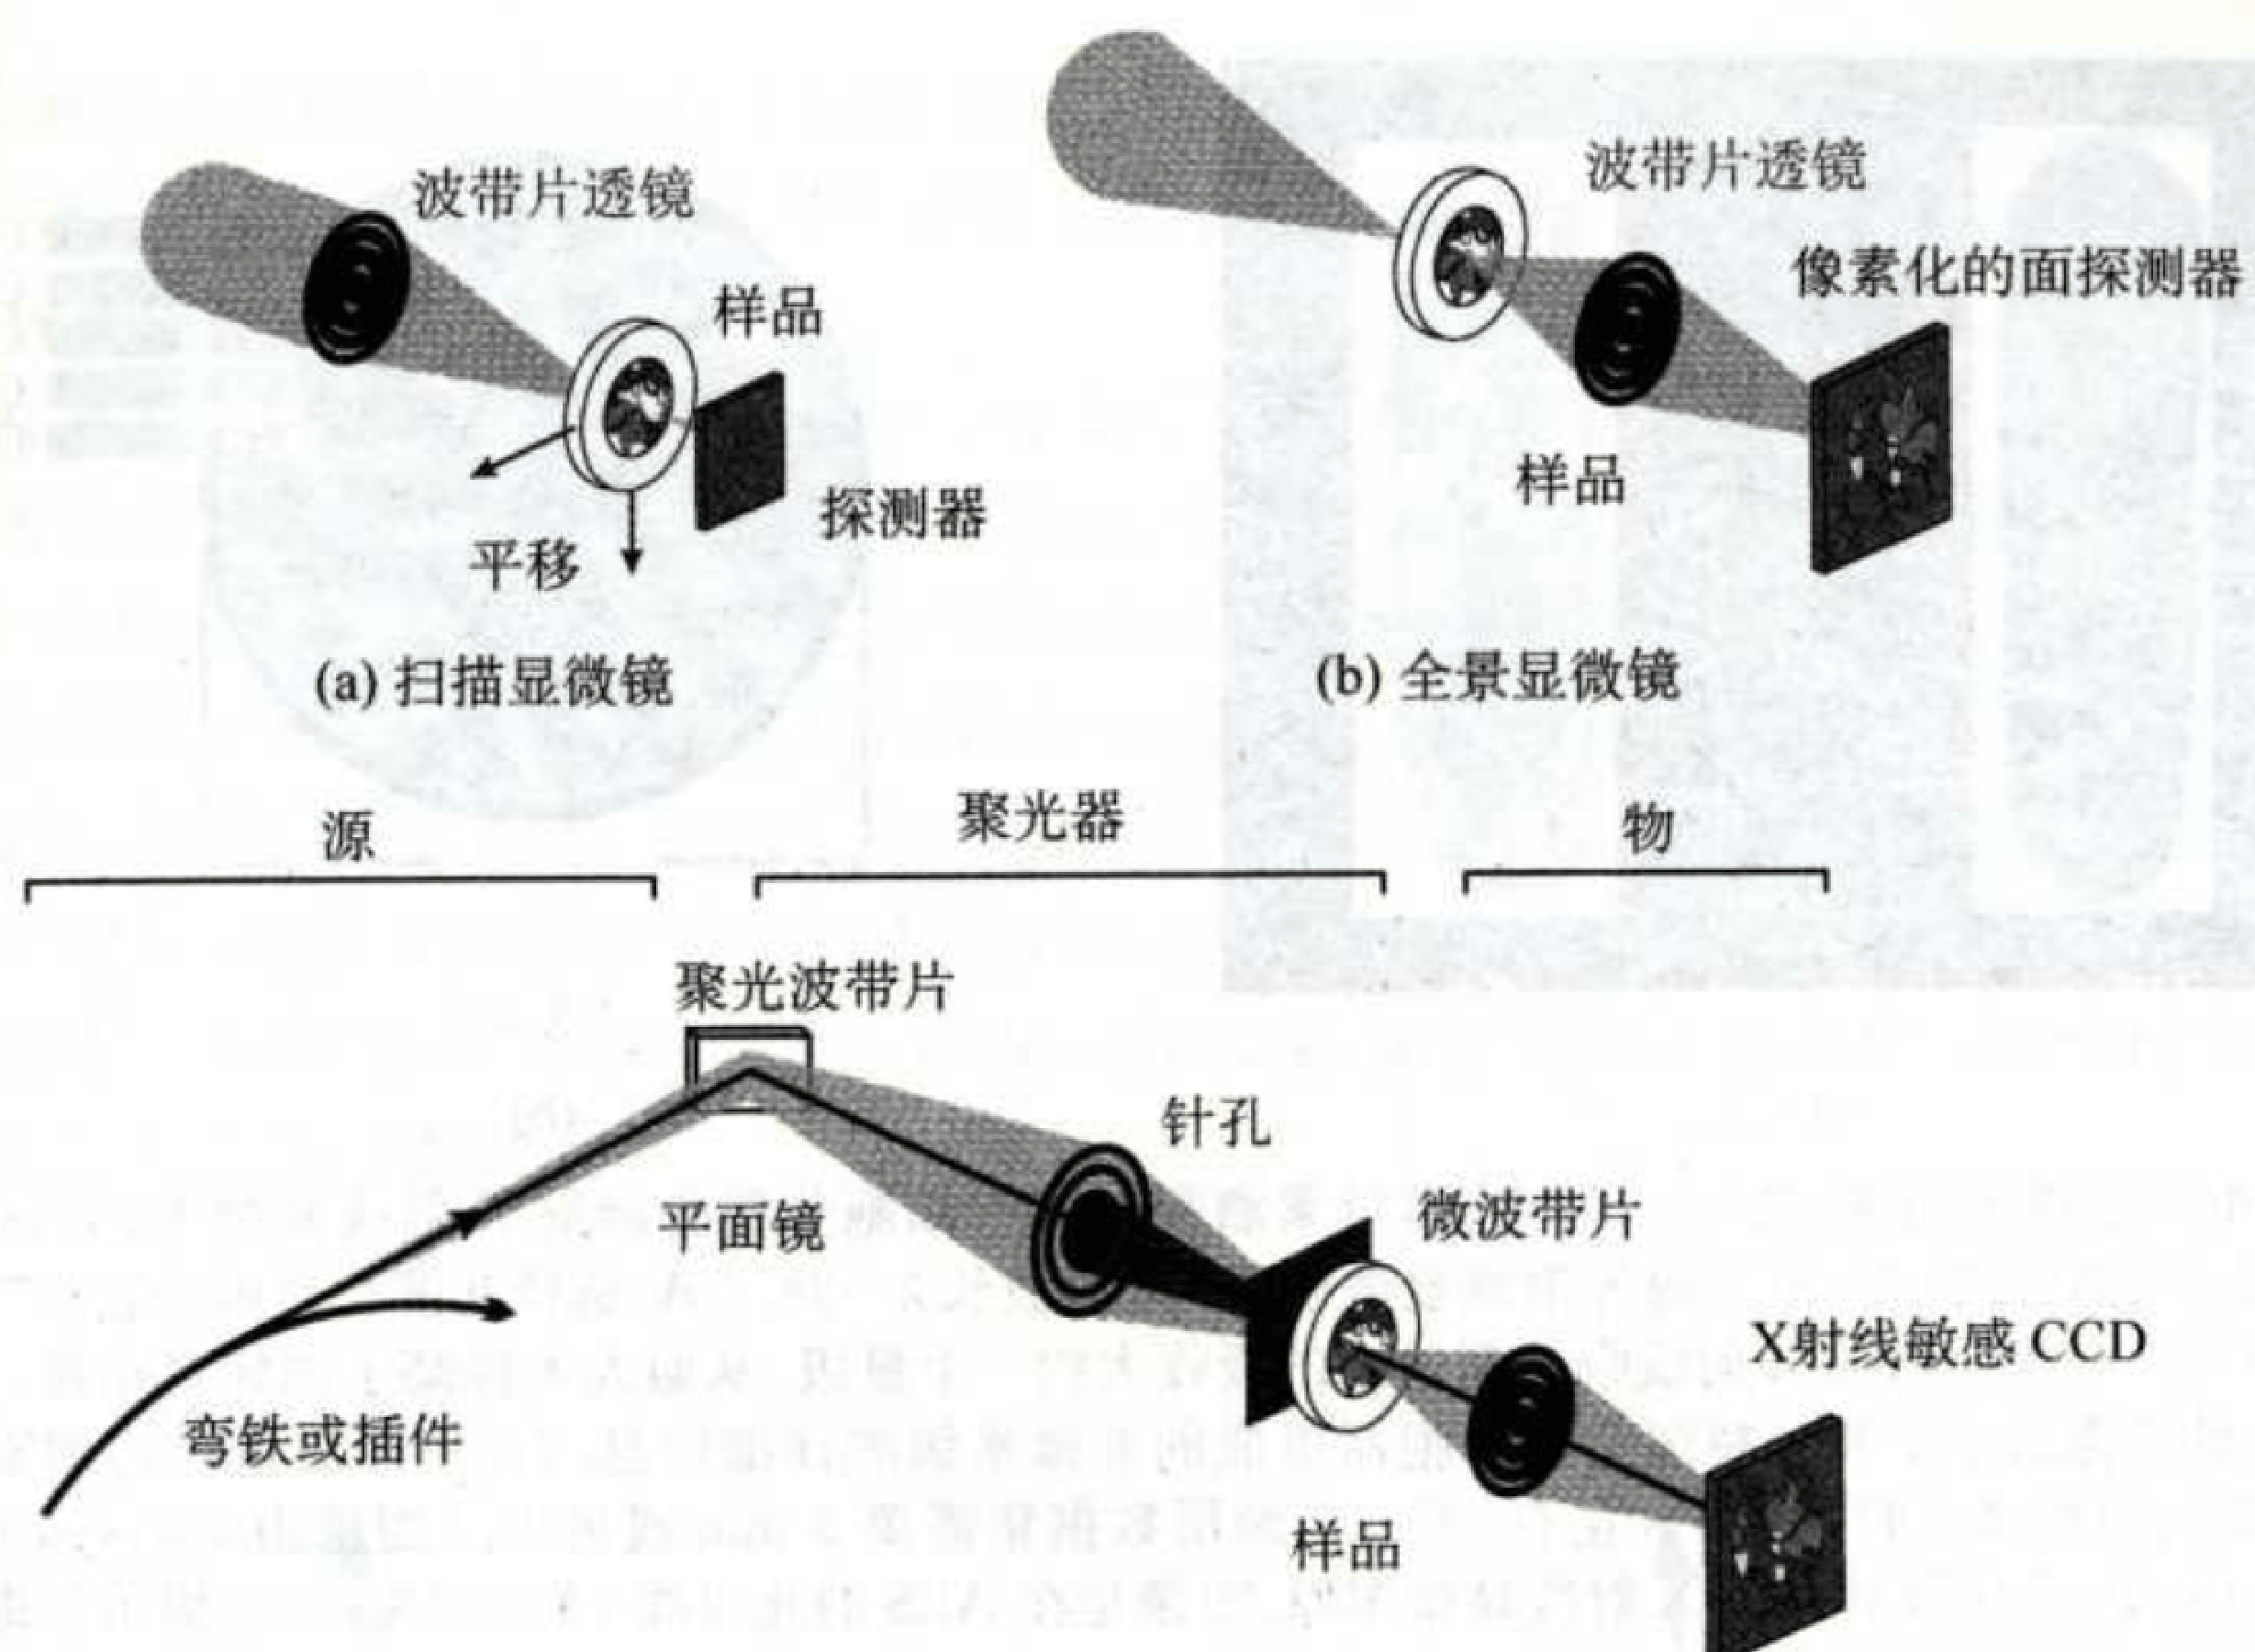 波带片透镜
样品
探测器
平移
(a) 扫描显微镜
波带片透镜
像素化的面探测器
样品
(b) 全景显微镜
源
聚光器
物
聚光波带片
针孔
平面镜
微波带片
X射线敏感 CCD
弯铁或插件
样品